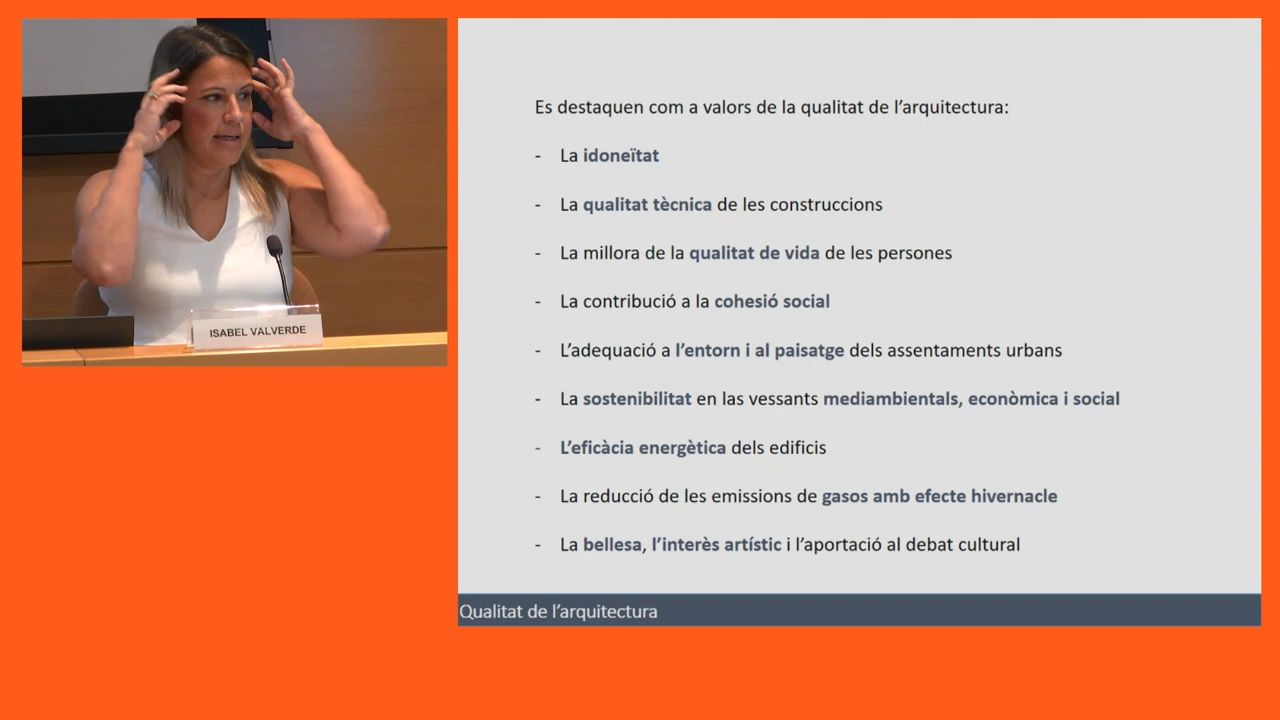 ISABEL VALVERDE
Es destaquen com a valors de la qualitat de l’arquitectura:
- La idoneïtat
- La qualitat tècnica de les construccions
- La millora de la qualitat de vida de les persones
- La contribució a la cohesió social
- L’adequació a l’entorn i al paisatge dels assentaments urbans
- La sostenibilitat en las vessants mediambientals, econòmica i social
- L’eficàcia energètica dels edificis
- La reducció de les emissions de gasos amb efecte hivernacle
- La bellesa, l’interès artístic i l’aportació al debat cultural
Qualitat de l’arquitectura